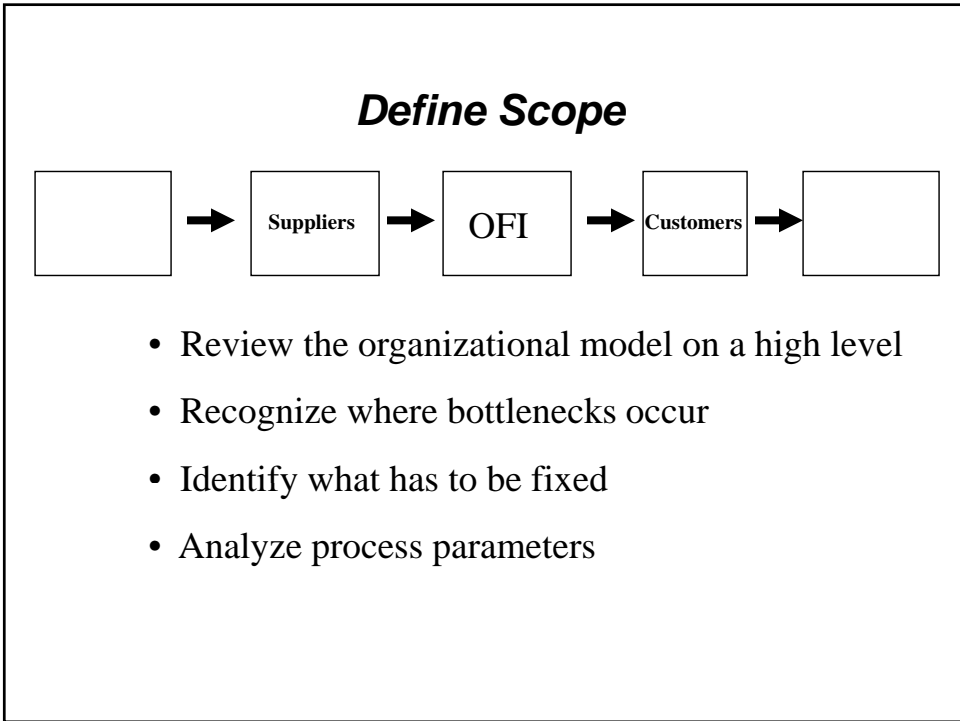 Define Scope
Suppliers
OFI
Customers
• Review the organizational model on a high level
• Recognize where bottlenecks occur
• Identify what has to be fixed
• Analyze process parameters